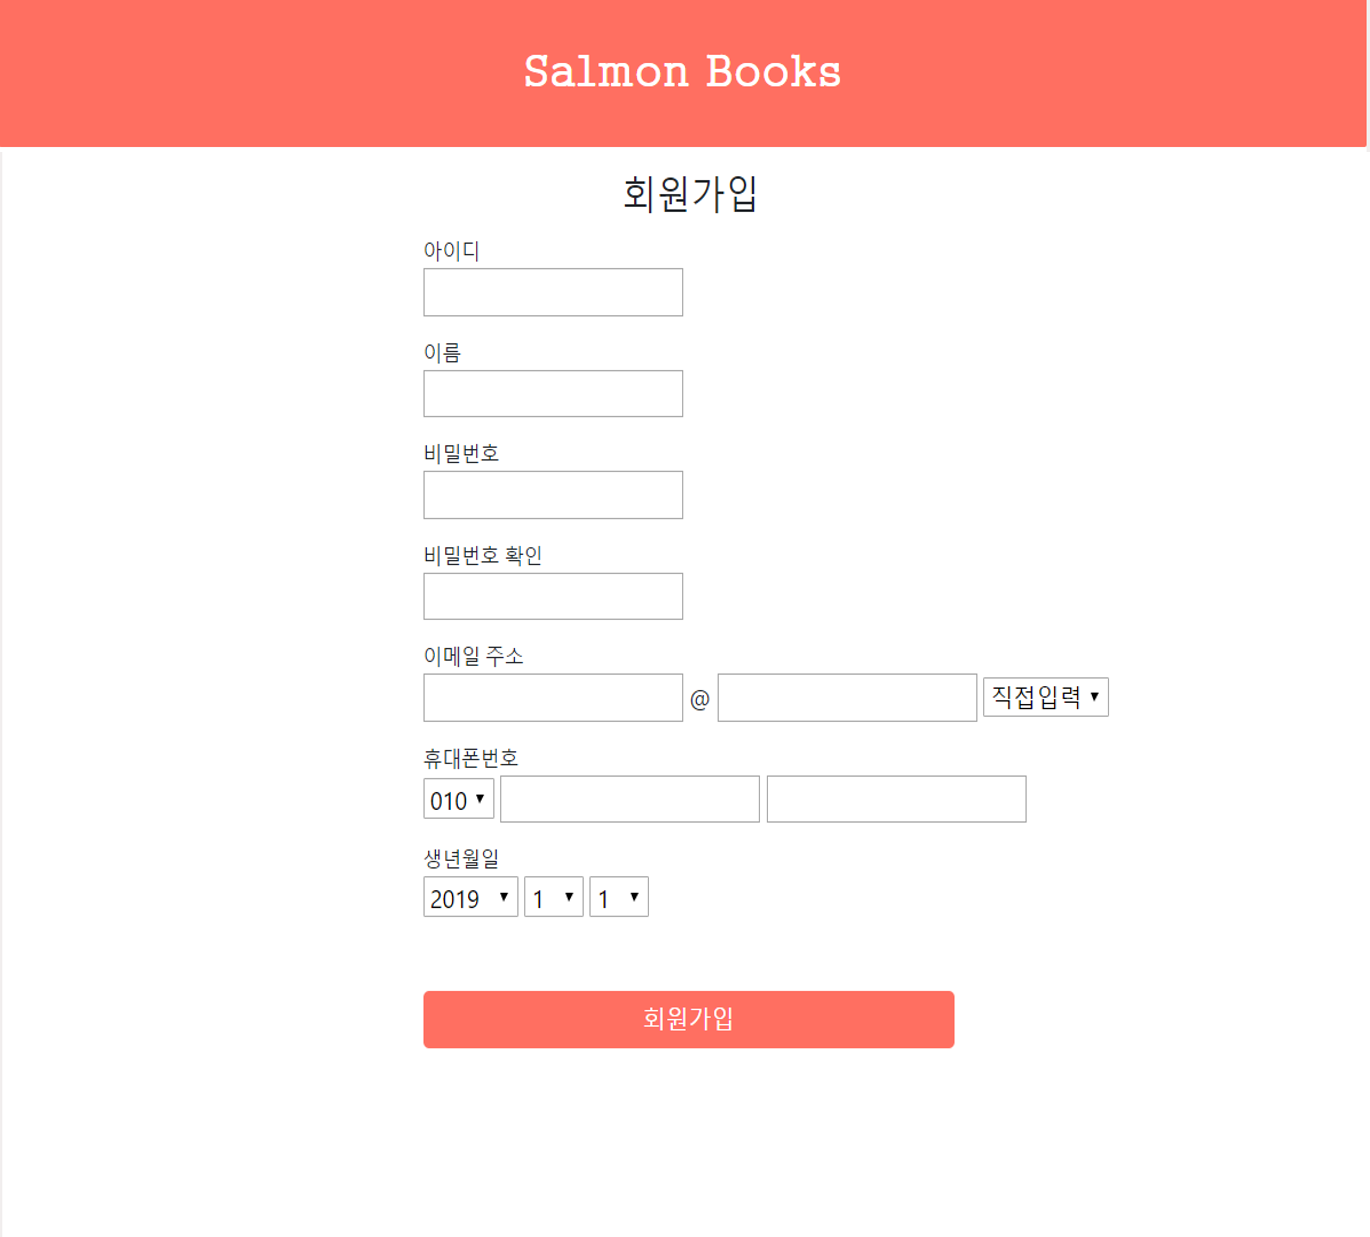 Salmon Books
회원가입
아이디
이름
비밀번호
비밀번호 확인
이메일 주소
@ 직접입력
휴대폰번호
010
생년월일
2019 1 1
회원가입